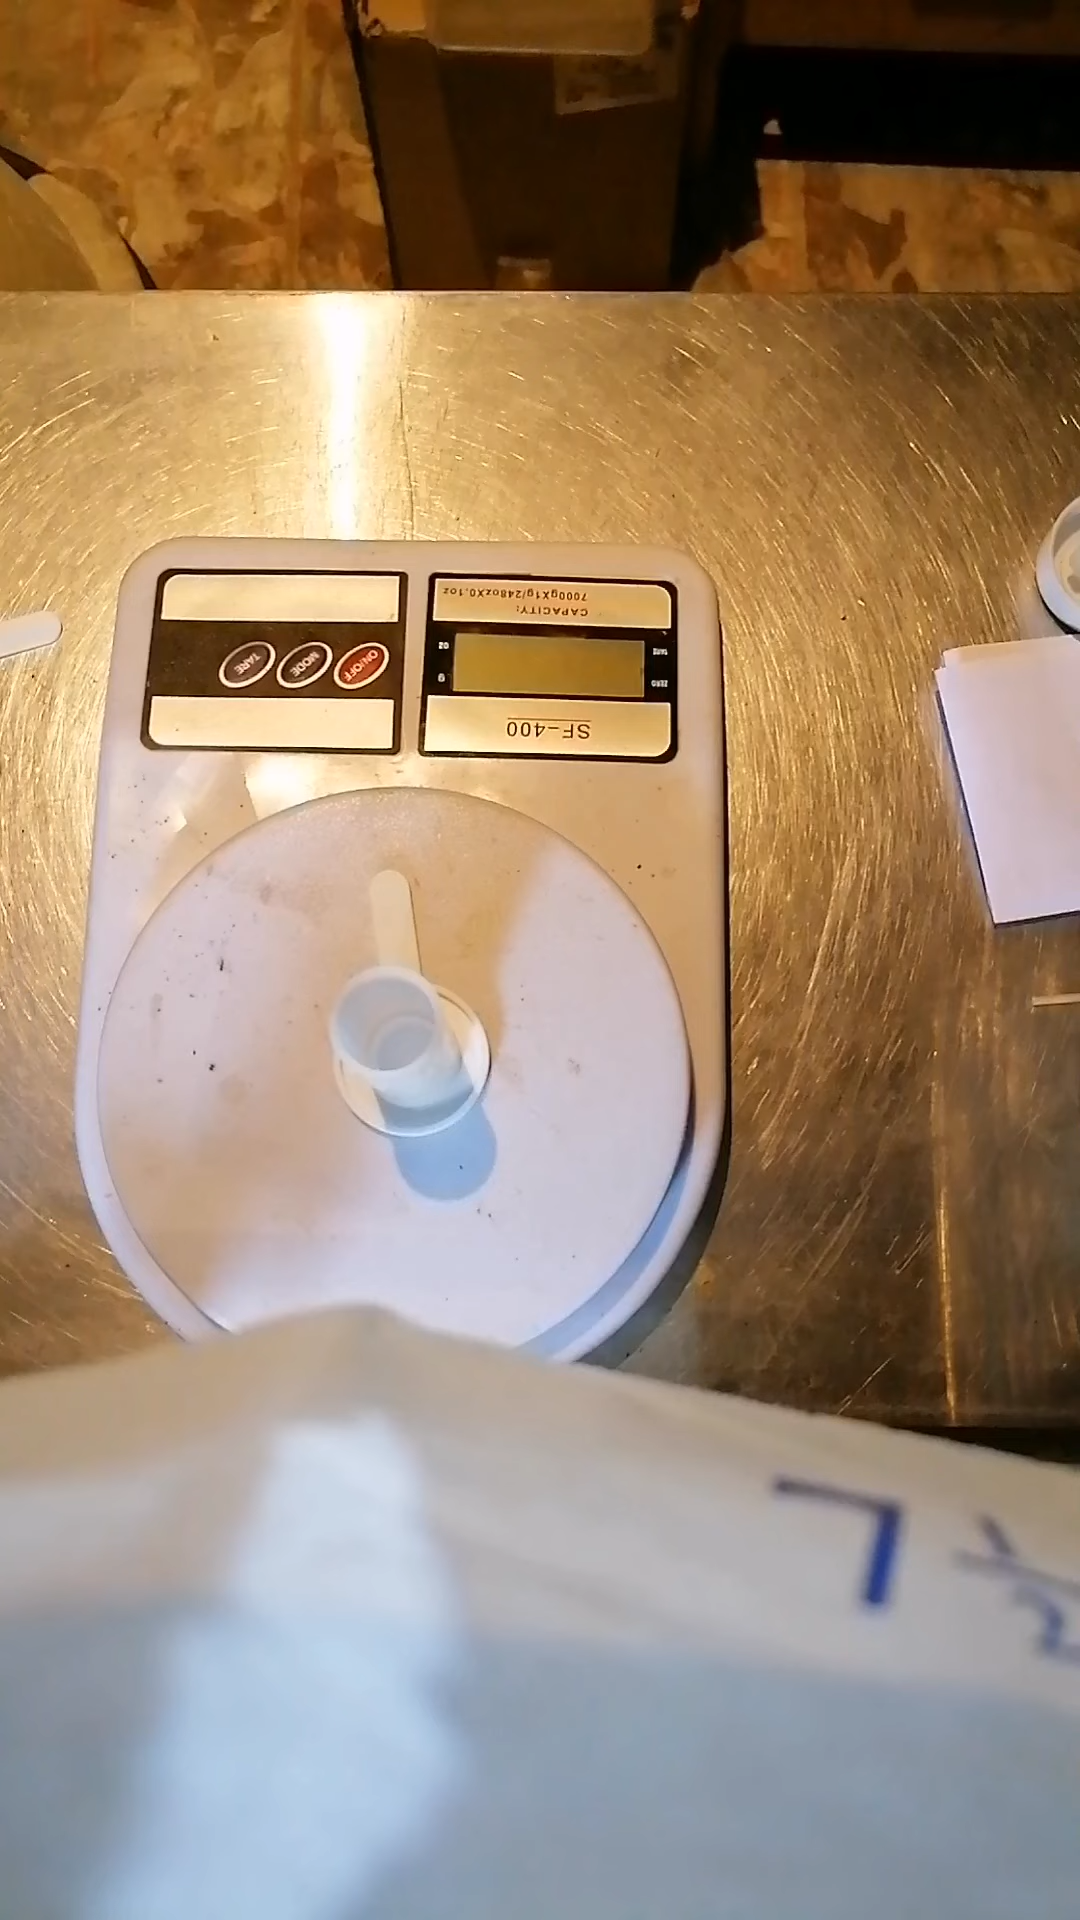 CAPACITY:
7000gX1g/248ozX0.1oz
OZ
TARE
g
ZERO
SF-400
ON/OFF
MODE
TARE